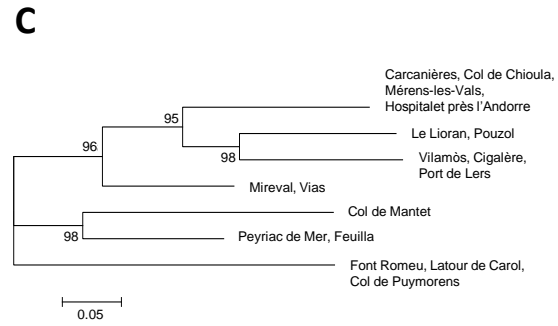 C
Carcanières, Col de Chioula,
Mérens-les-Vals,
Hospitalet près l'Andorre
95
Le Lioran, Pouzol
96
98
Vilamòs, Cigalère,
Port de Lers
Mireval, Vias
Col de Mantet
98
Peyriac de Mer, Feuilla
Font Romeu, Latour de Carol,
Col de Puymorens
0.05